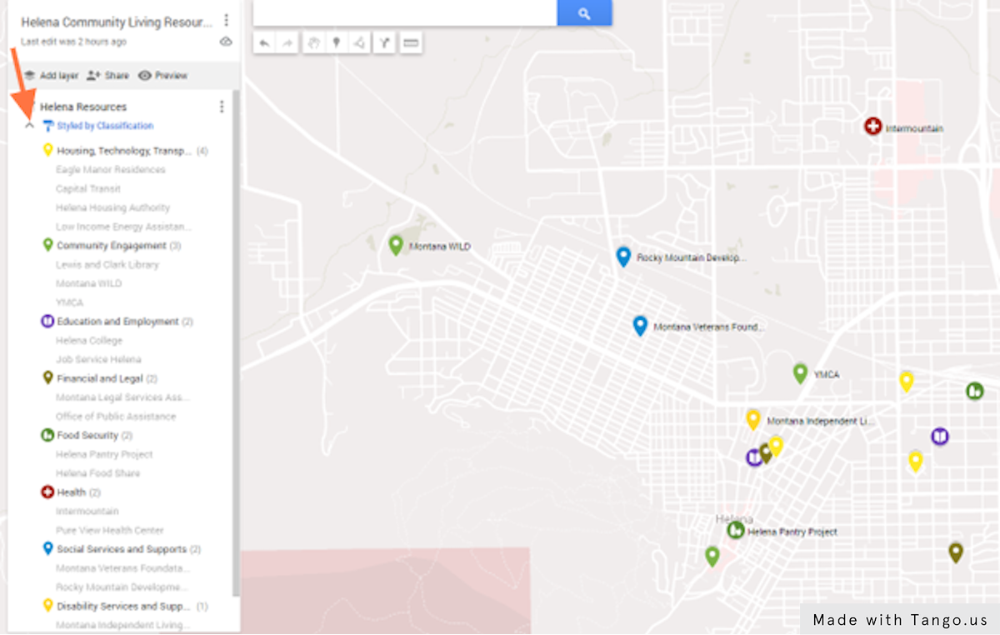 Helena Community Living Resour...
Last edit was 2 hours ago
Add layer Share Preview
Helena Resources
Styled by Classification
Housing, Technology, Transp... (4)
Eagle Manor Residences
Capital Transit
Helena Housing Authority
Low Income Energy Assistan...
Community Engagement (3)
Lewis and Clark Library
Montana WILD
YMCA
Education and Employment (2)
Helena College
Job Service Helena
Financial and Legal (2)
Montana Legal Services Ass...
Office of Public Assistance
Food Security (2)
Helena Pantry Project
Helena Food Share
Health (2)
Intermountain
Pure View Health Center
Social Services and Supports (2)
Montana Veterans Foundata...
Rocky Mountain Developme...
Disability Services and Supp... (1)
Montana Independent Living...
Intermountain
Montana WILD
Rocky Mountain Develop...
Montana Veterans Found...
YMCA
Montana Independent Li...
Helena
Helena Pantry Project
Made with Tango.us